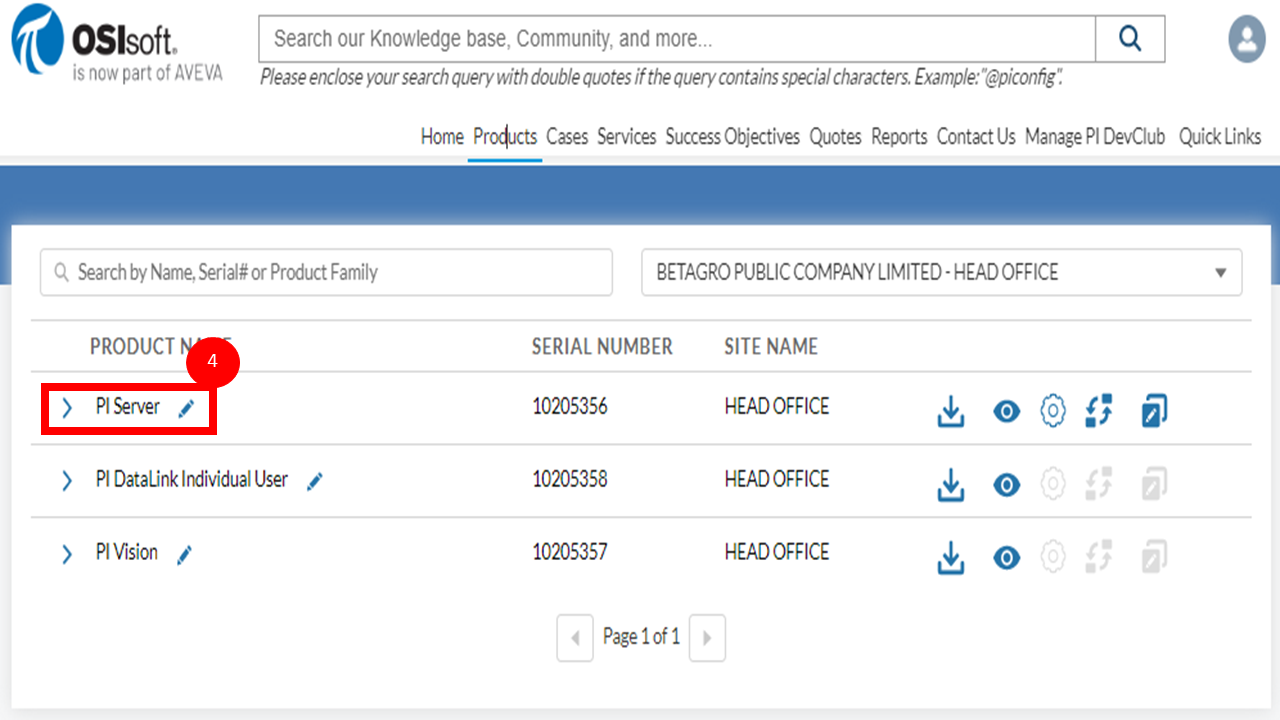 OSIsoft.
is now part of AVEVA
Search our Knowledge base, Community, and more...
Please enclose your search query with double quotes if the query contains special characters. Example:"@piconfig".
Home Products Cases Services Success Objectives Quotes Reports Contact Us Manage PI DevClub Quick Links
Search by Name, Serial# or Product Family
BETAGRO PUBLIC COMPANY LIMITED - HEAD OFFICE
PRODUCT NAME SERIAL NUMBER SITE NAME
4
PI Server 10205356 HEAD OFFICE
PI DataLink Individual User 10205358 HEAD OFFICE
PI Vision 10205357 HEAD OFFICE
Page 1 of 1